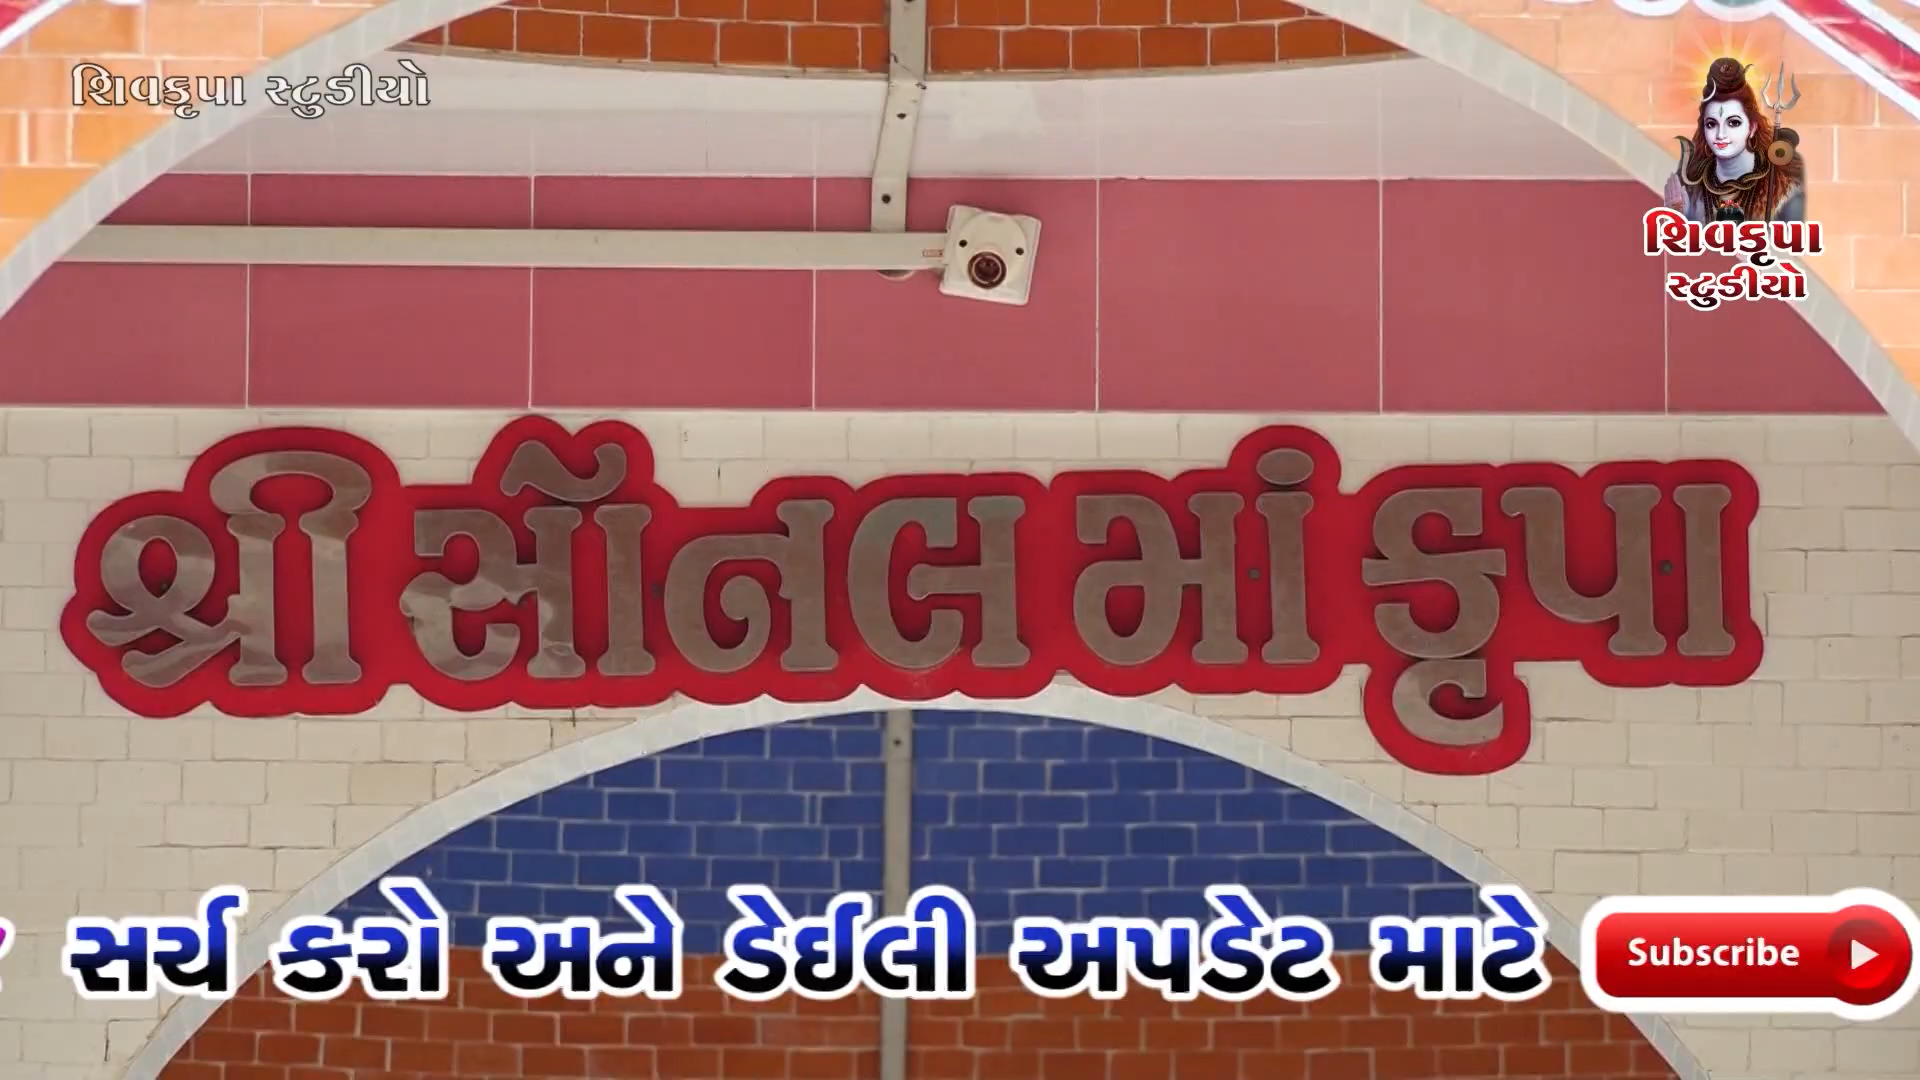 શિવકૃપા સ્ટુડીયો
શિવકૃપા
સ્ટુડીયો
શ્રી સૉનલ માં કૃપા
સર્ચ કરો અને ડેઈલી અપડેટ માટે Subscribe